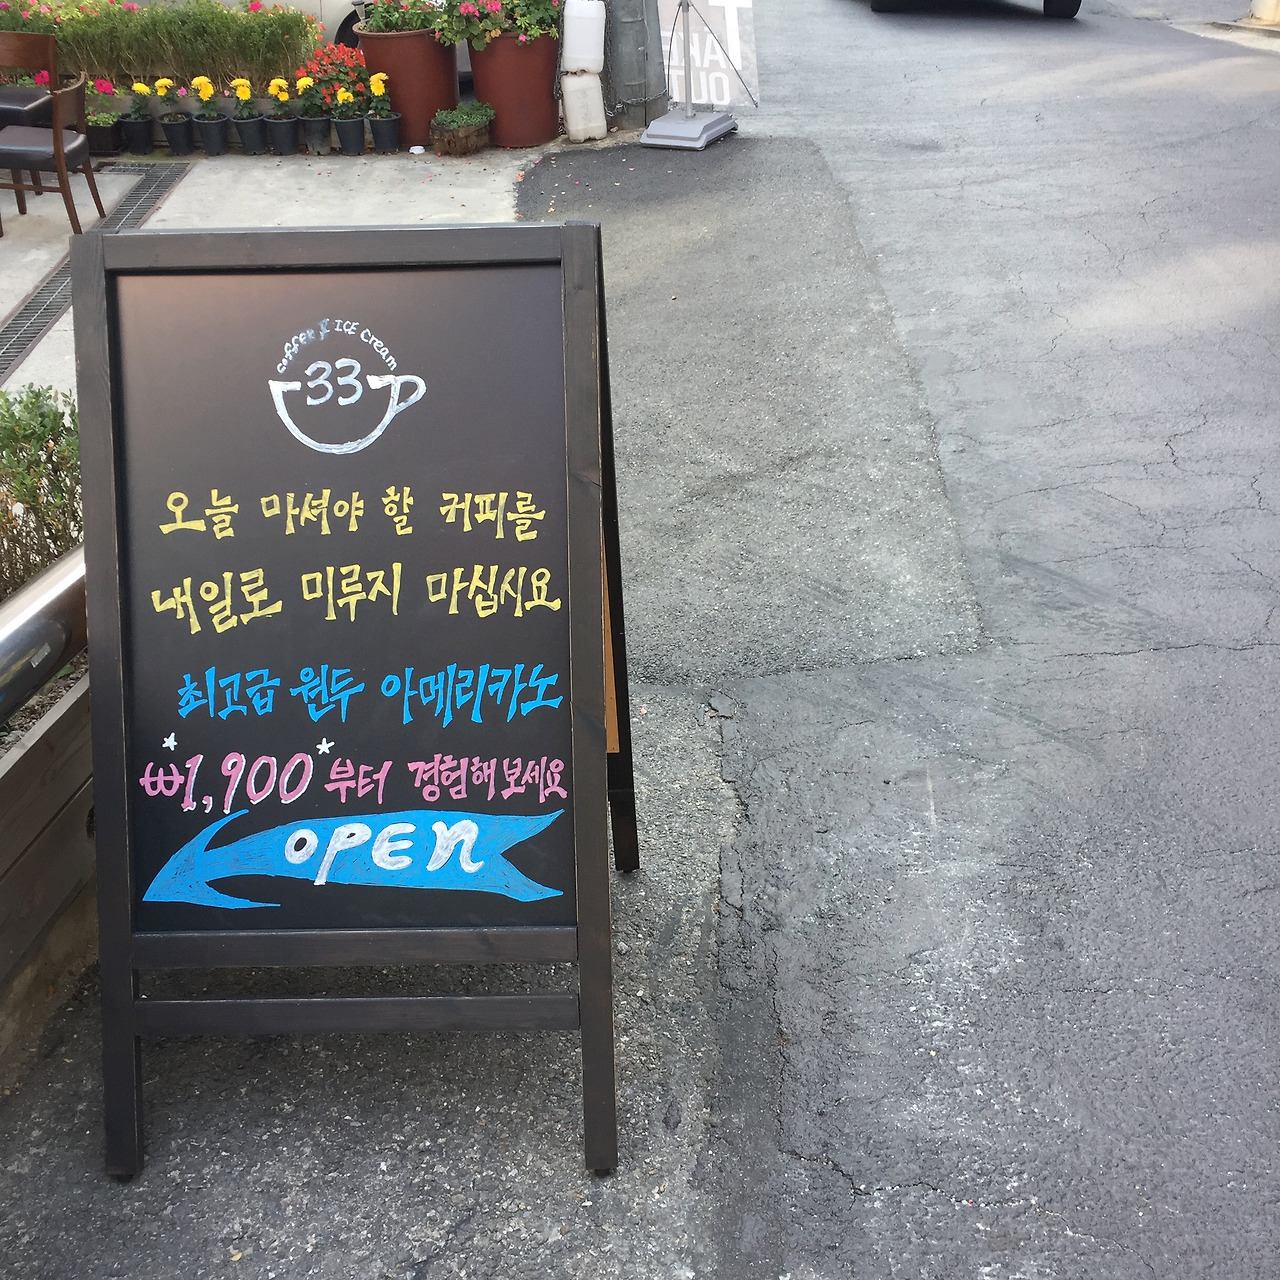 coffee & ICE cream
33
오늘 마셔야 할 커피를
내일로 미루지 마십시요
최고급 원두 아메리카노
*₩1,900* 부터 경험해보세요
OPEN
TAKE
OUT